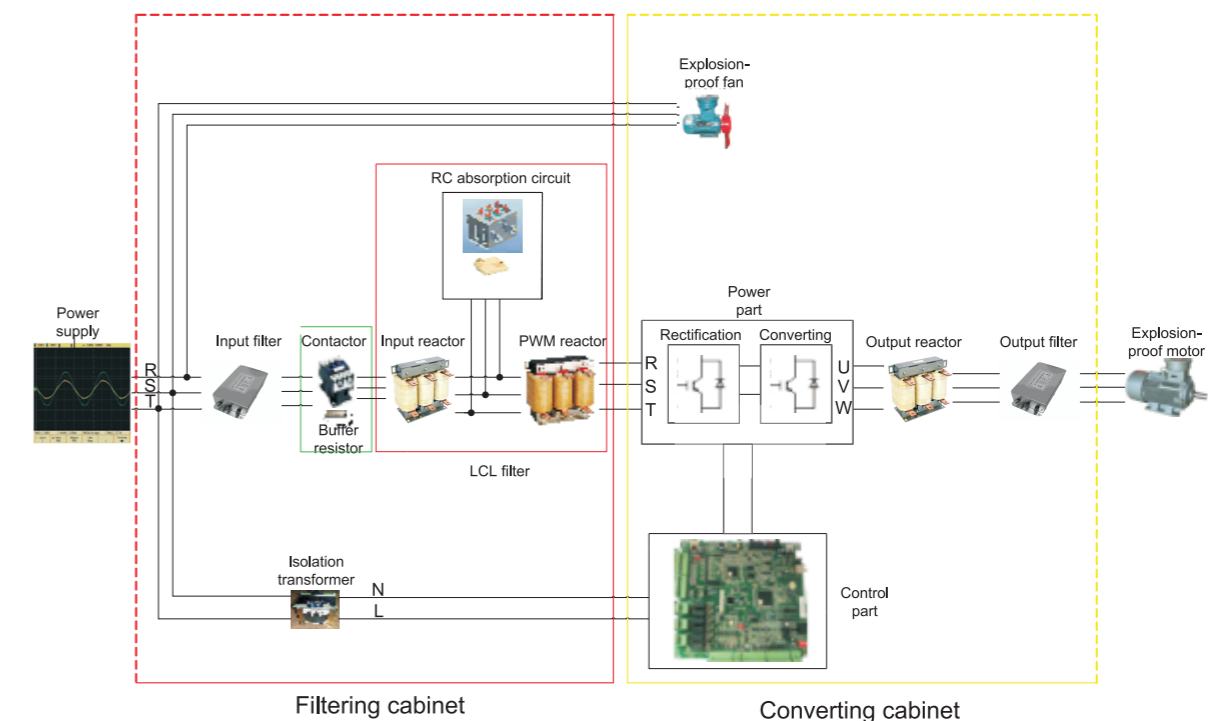 Explosion-
proof fan
RC absorption circuit
Power
supply
Input filter
Contactor
Input reactor
PWM reactor
Power
part
Rectification
Converting
Output reactor
Output filter
Explosion-
proof motor
R
S
T
R
S
T
U
V
W
Buffer
resistor
LCL filter
Isolation
transformer
N
L
Control
part
Filtering cabinet
Converting cabinet